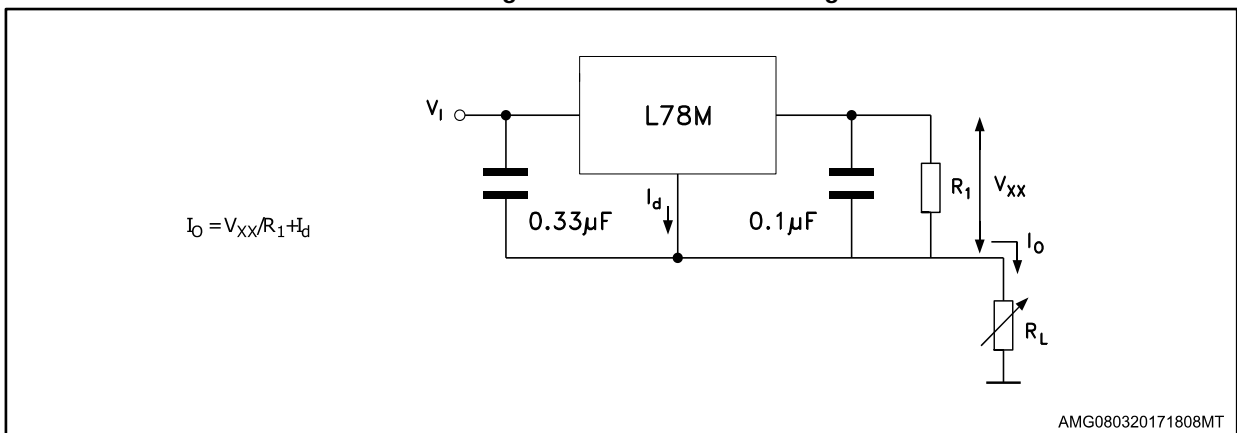 V_I
L78M
I_d
0.33µF
0.1µF
R_1
V_XX
I_O = V_XX/R_1+I_d
I_O
R_L
AMG080320171808MT